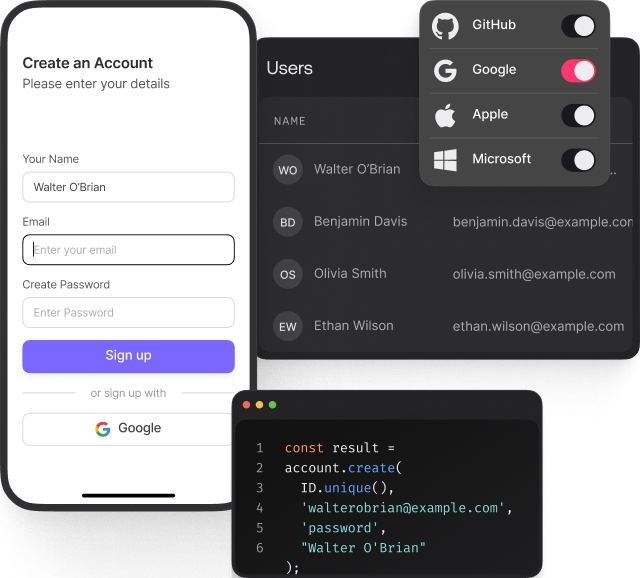 Create an Account
Please enter your details
Your Name
Walter O'Brian
Email
Enter your email
Create Password
Enter Password
Sign up
or sign up with
Google
GitHub
Google
Apple
Microsoft
Users
NAME
WO Walter O'Brian ...
BD Benjamin Davis benjamin.davis@example.com
OS Olivia Smith olivia.smith@example.com
EW Ethan Wilson ethan.wilson@example.com
1 const result =
2 account.create(
3 ID.unique(),
4 'walterobrian@example.com',
5 'password',
6 "Walter O'Brian"
);